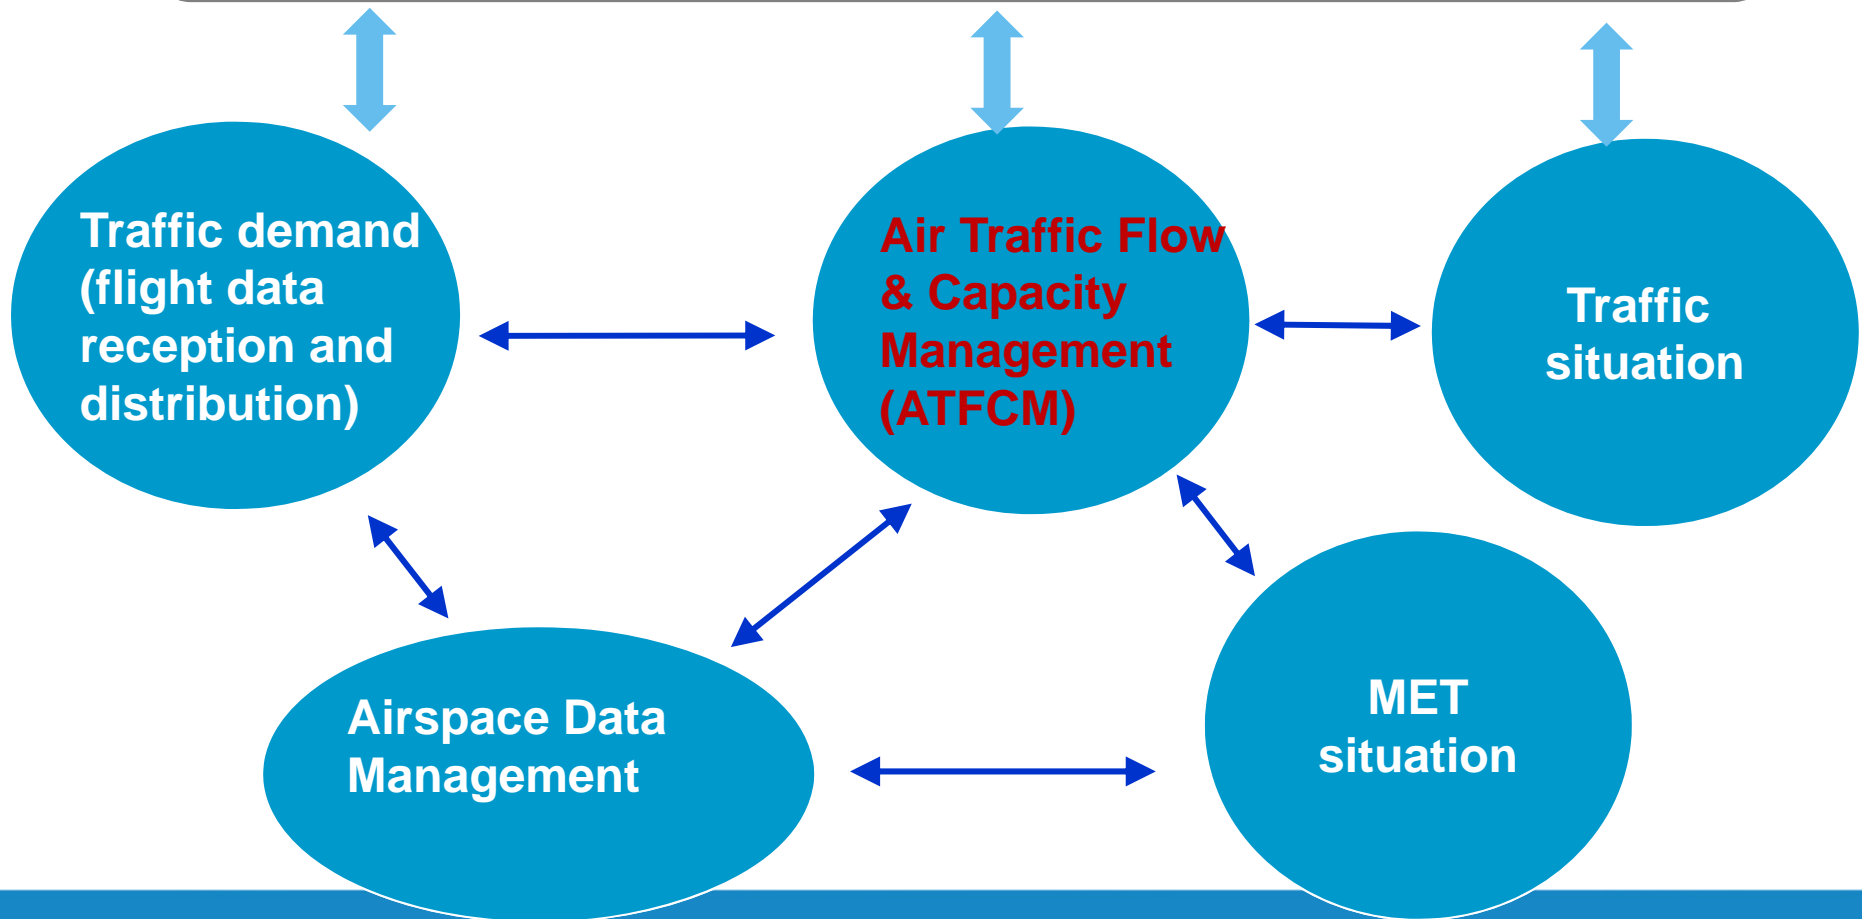 Traffic demand
(flight data
reception and
distribution)
Air Traffic Flow
& Capacity
Management
(ATFCM)
Traffic
situation
Airspace Data
Management
MET
situation